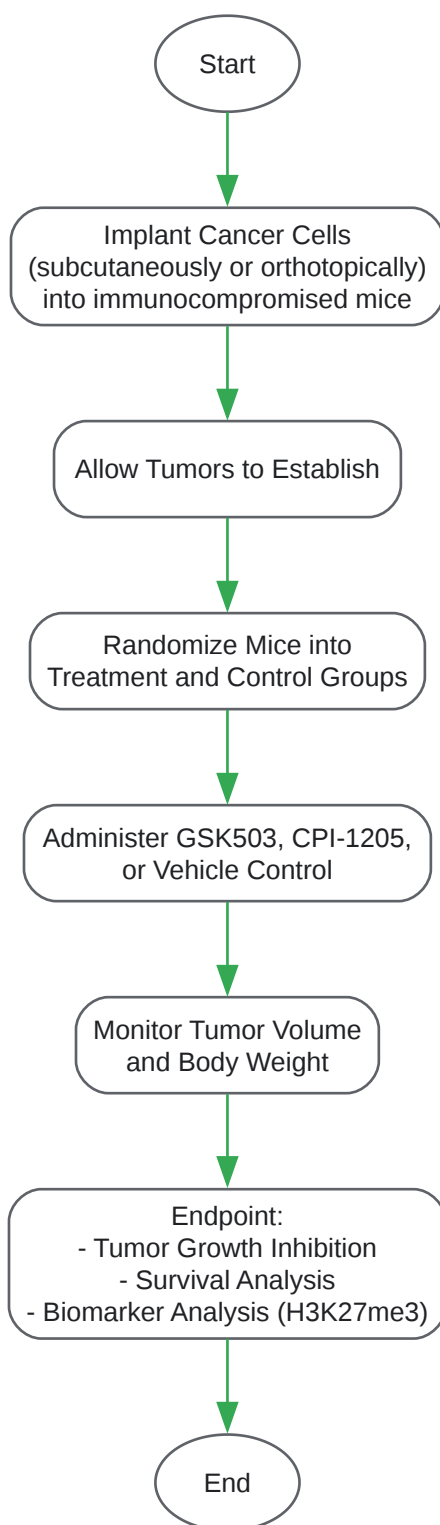 Start
Implant Cancer Cells
(subcutaneously or orthotopically)
into immunocompromised mice
Allow Tumors to Establish
Randomize Mice into
Treatment and Control Groups
Administer GSK503, CPI-1205,
or Vehicle Control
Monitor Tumor Volume
and Body Weight
Endpoint:
- Tumor Growth Inhibition
- Survival Analysis
- Biomarker Analysis (H3K27me3)
End